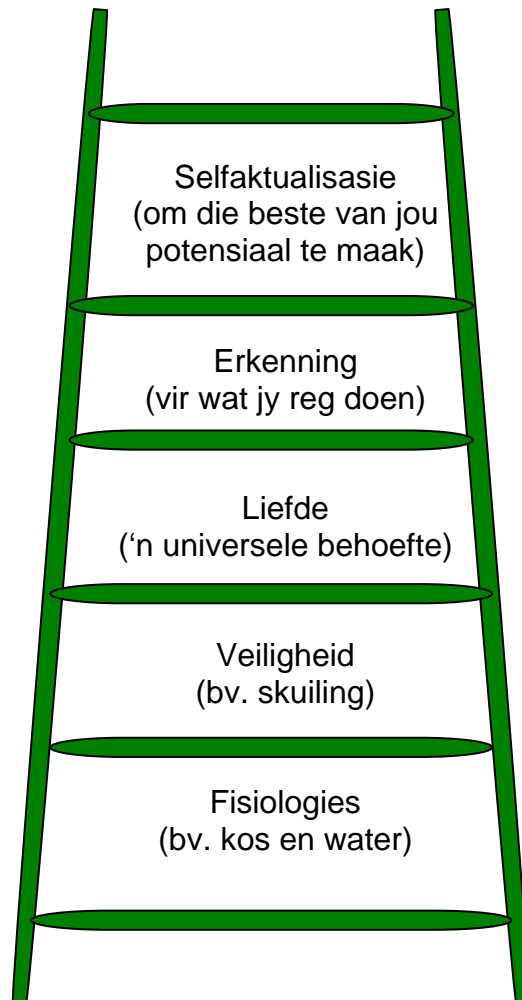 Selfaktualisasie
(om die beste van jou
potensiaal te maak)
Erkenning
(vir wat jy reg doen)
Liefde
(‘n universele behoefte)
Veiligheid
(bv. skuiling)
Fisiologies
(bv. kos en water)